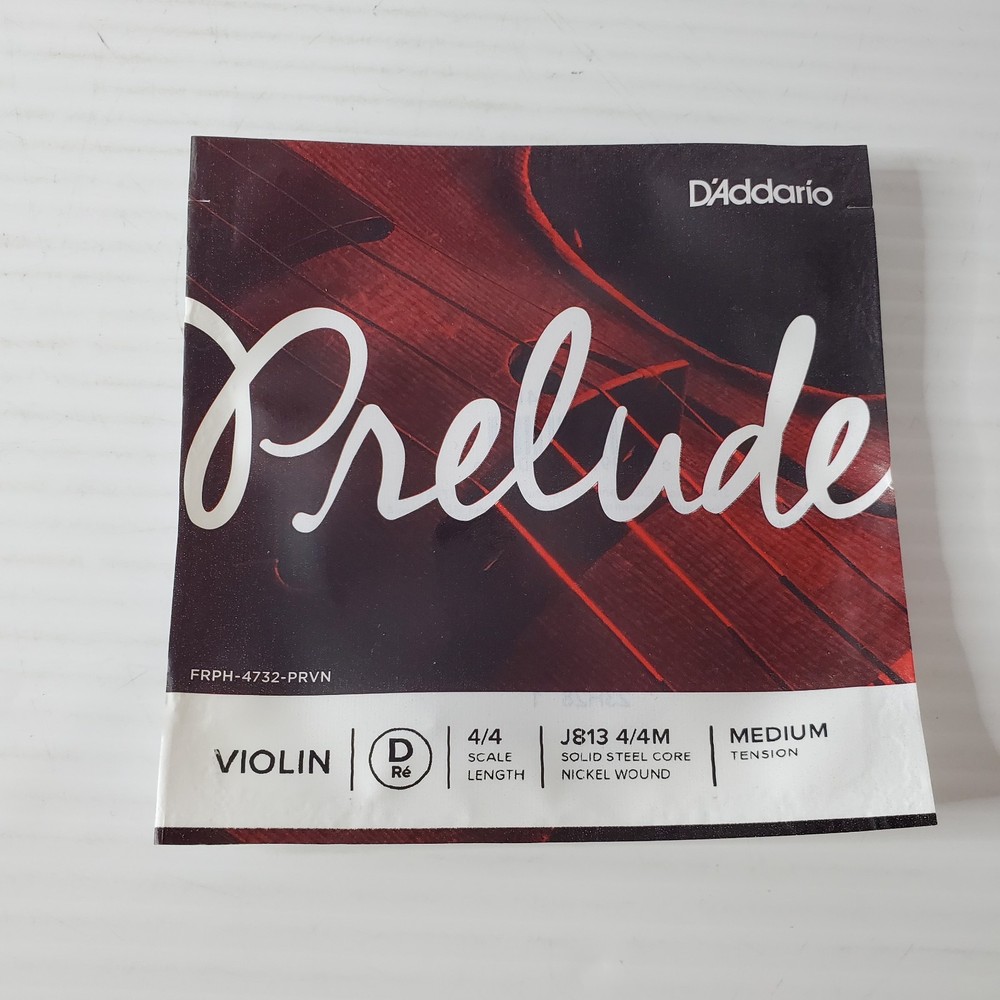 D'Addario
Prelude
FRPH-4732-PRVN
VIOLIN
D
Ré
4/4
SCALE
LENGTH
J813 4/4M
SOLID STEEL CORE
NICKEL WOUND
MEDIUM
TENSION